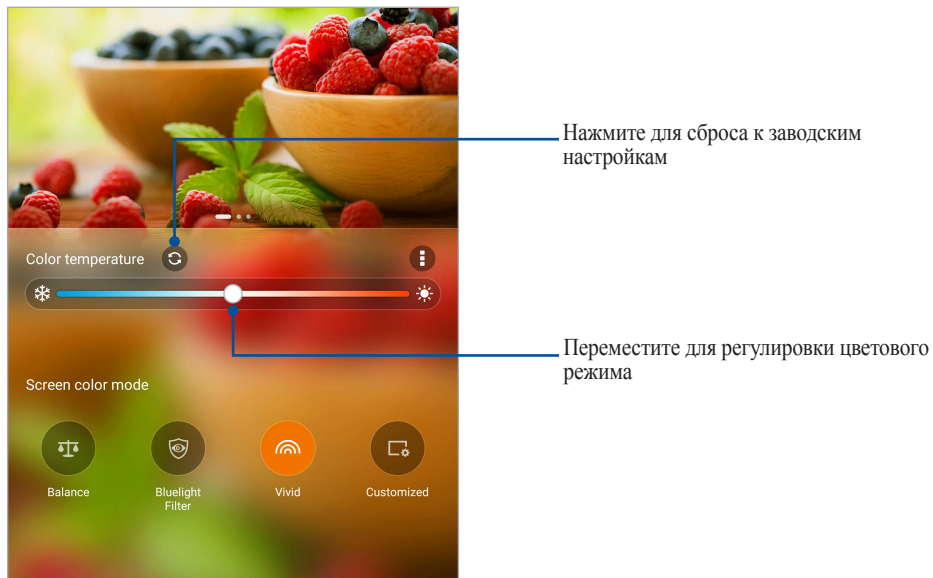 Нажмите для сброса к заводским
настройкам
Color temperature
Переместите для регулировки цветового
режима
Screen color mode
Balance
Bluelight
Filter
Vivid
Customized